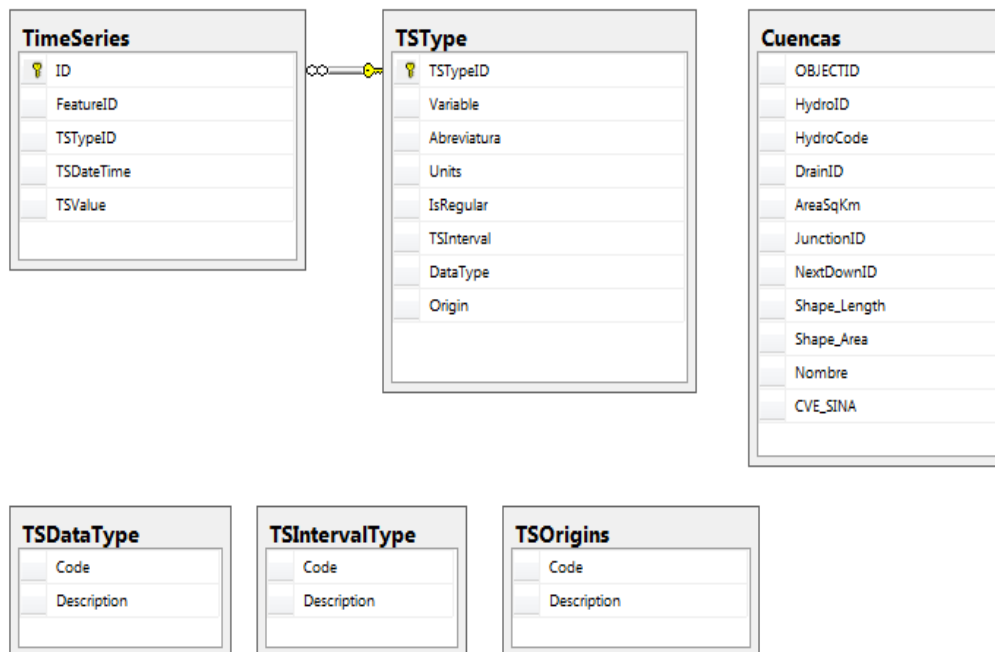 TimeSeries
ID
FeatureID
TSTypeID
TSDateTime
TSValue
TSType
TSTypeID
Variable
Abreviatura
Units
IsRegular
TSInterval
DataType
Origin
Cuencas
OBJECTID
HydroID
HydroCode
DrainID
AreaSqKm
JunctionID
NextDownID
Shape_Length
Shape_Area
Nombre
CVE_SINA
TSDataType
Code
Description
TSIntervalType
Code
Description
TSOrigins
Code
Description